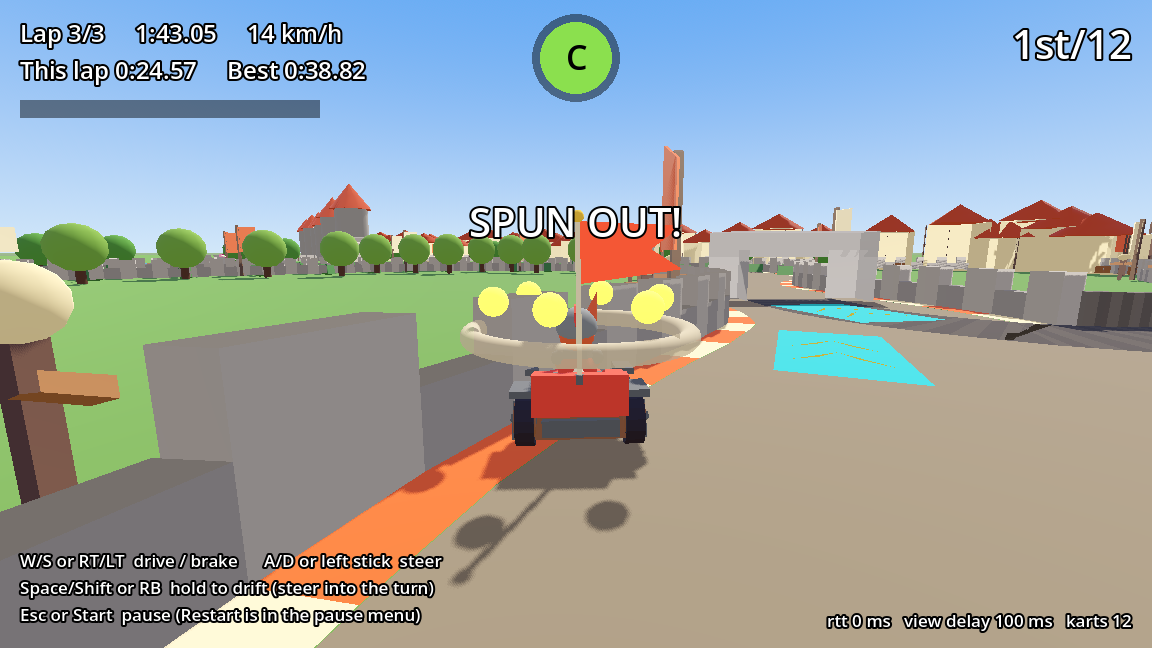 Lap 3/3 1:43.05 14 km/h
This lap 0:24.57 Best 0:38.82
C
1st/12
SPUN OUT!
W/S or RT/LT drive / brake A/D or left stick steer
Space/Shift or RB hold to drift (steer into the turn)
Esc or Start pause (Restart is in the pause menu)
rtt 0 ms view delay 100 ms karts 12